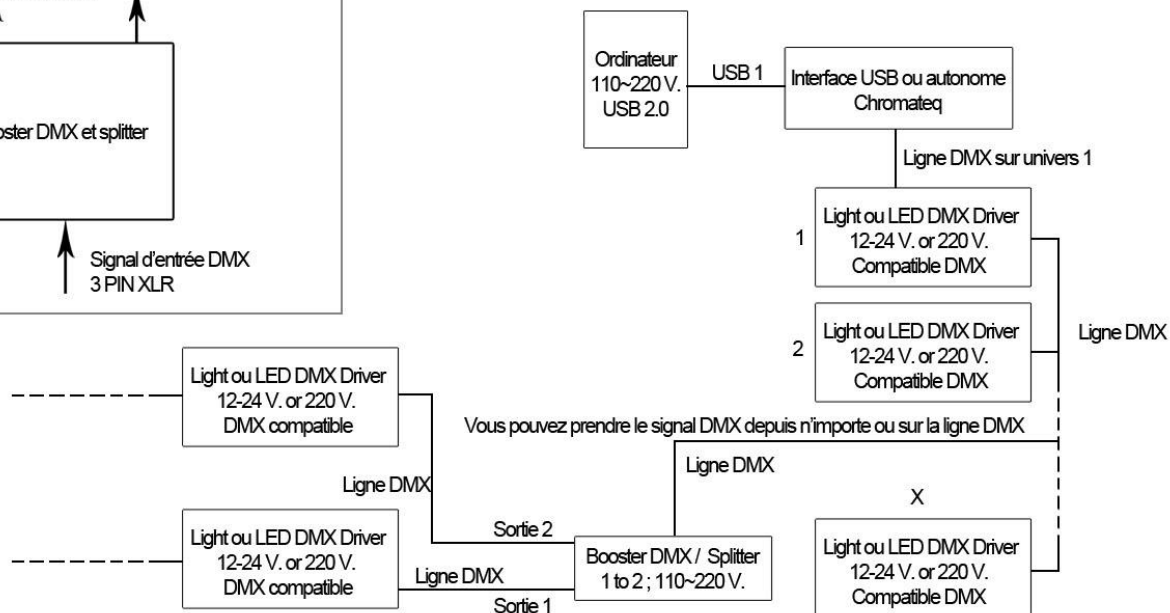 DMX et splitter
Signal d'entrée DMX
3 PIN XLR
Ordinateur
110~220 V.
USB 2.0
USB 1
Interface USB ou autonome
Chromateq
Ligne DMX sur univers 1
1
Light ou LED DMX Driver
12-24 V. or 220 V.
Compatible DMX
2
Light ou LED DMX Driver
12-24 V. or 220 V.
Compatible DMX
Ligne DMX
Light ou LED DMX Driver
12-24 V. or 220 V.
DMX compatible
Vous pouvez prendre le signal DMX depuis n'importe ou sur la ligne DMX
Ligne DMX
Ligne DMX
X
Light ou LED DMX Driver
12-24 V. or 220 V.
DMX compatible
Sortie 2
Ligne DMX
Sortie 1
Booster DMX / Splitter
1 to 2 ; 110~220 V.
Light ou LED DMX Driver
12-24 V. or 220 V.
Compatible DMX